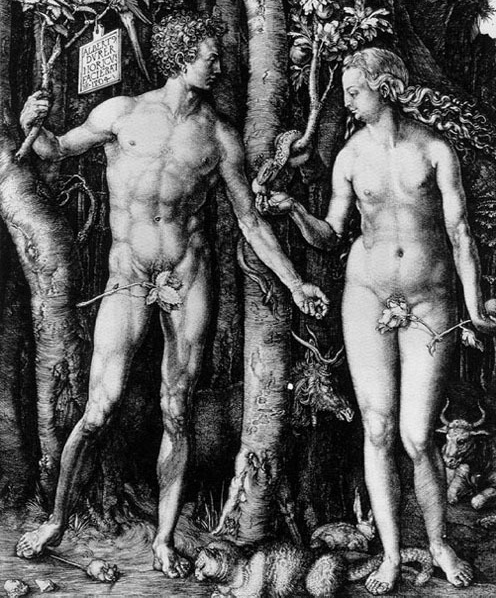 ALBERT
DVRER
NORICVS
FACIEBAT
1504